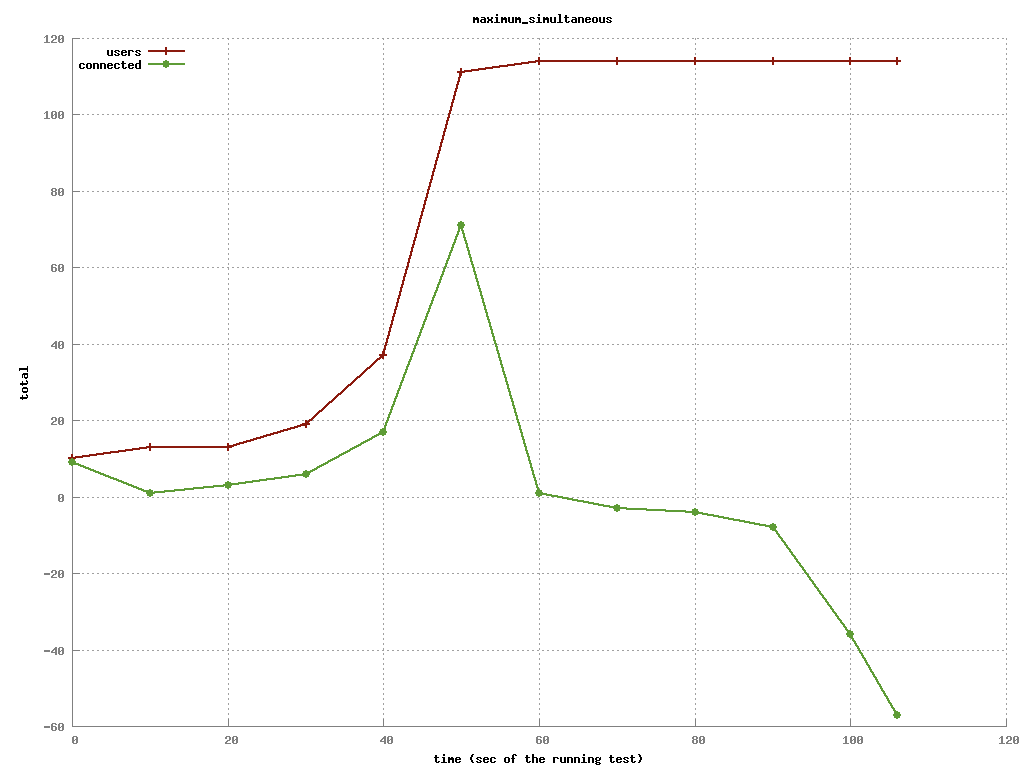 maximum_simultaneous
120
users
connected
100
80
60
40
total
20
0
-20
-40
-60
0 20 40 60 80 100 120
time (sec of the running test)